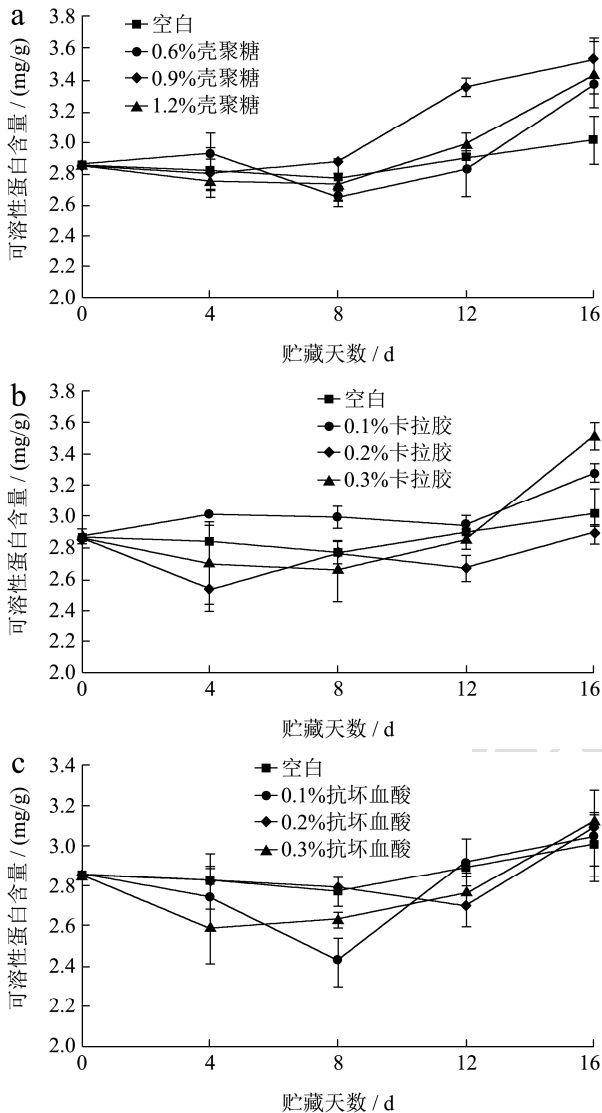 a
3.8
3.6
3.4
3.2
3.0
2.8
2.6
2.4
2.2
2.0
可溶性蛋白含量 / (mg/g)
空白
0.6%壳聚糖
0.9%壳聚糖
1.2%壳聚糖
0 4 8 12 16
贮藏天数 / d
b
3.8
3.6
3.4
3.2
3.0
2.8
2.6
2.4
2.2
2.0
可溶性蛋白含量 / (mg/g)
空白
0.1%卡拉胶
0.2%卡拉胶
0.3%卡拉胶
0 4 8 12 16
贮藏天数 / d
c
3.4
3.2
3.0
2.8
2.6
2.4
2.2
2.0
可溶性蛋白含量 / (mg/g)
空白
0.1%抗坏血酸
0.2%抗坏血酸
0.3%抗坏血酸
0 4 8 12 16
贮藏天数 / d